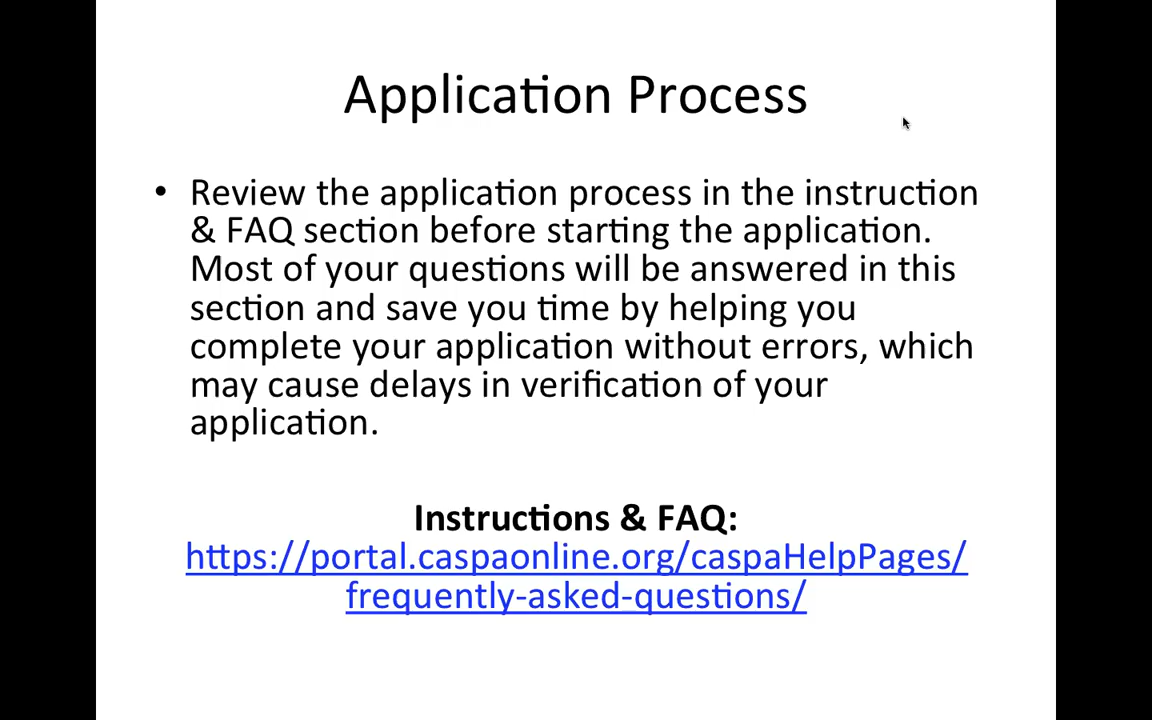 Application Process
• Review the application process in the instruction
& FAQ section before starting the application.
Most of your questions will be answered in this
section and save you time by helping you
complete your application without errors, which
may cause delays in verification of your
application.
Instructions & FAQ:
https://portal.caspaonline.org/caspaHelpPages/
frequently-asked-questions/